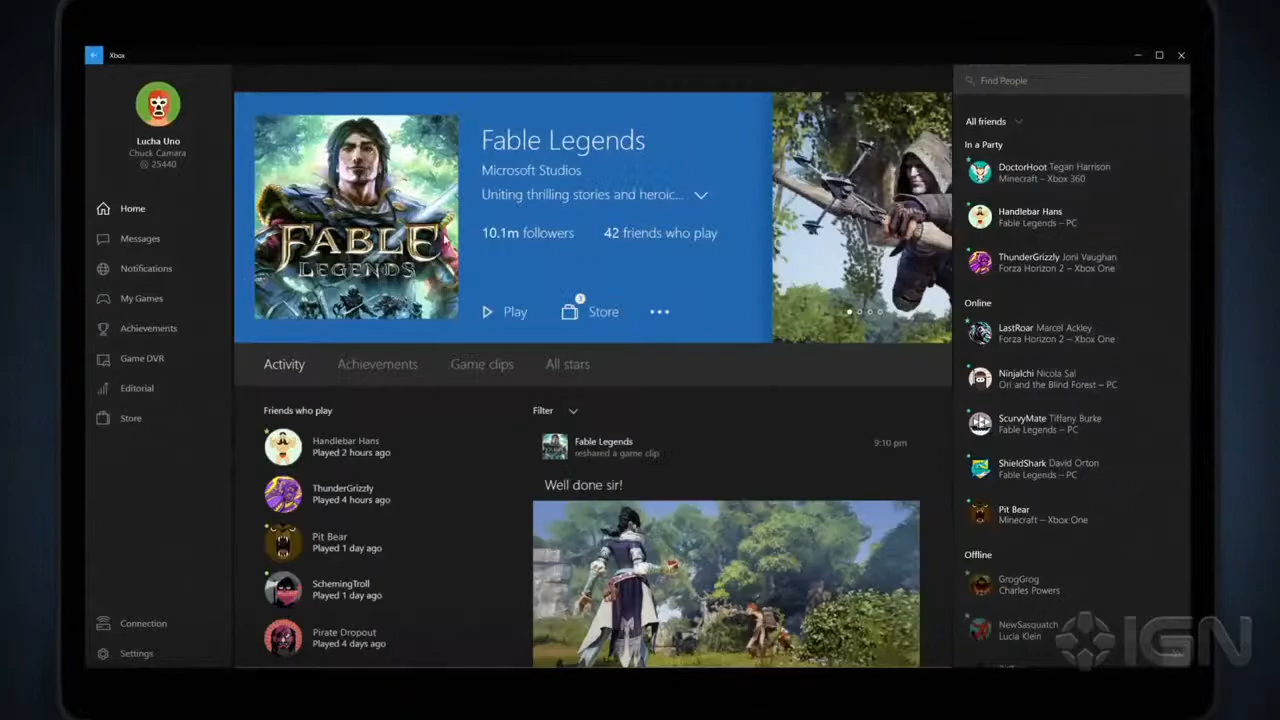 Xbox
Lucha Uno
Chuck Camara
25440
Home
Messages
Notifications
My Games
Achievements
Game DVR
Editorial
Store
Connection
Settings
FABLE
LEGENDS
Fable Legends
Microsoft Studios
Uniting thrilling stories and heroic...
10.1m followers 42 friends who play
Play Store
Activity Achievements Game clips All stars
Friends who play
Handlebar Hans
Played 2 hours ago
ThunderGrizzly
Played 4 hours ago
Pit Bear
Played 1 day ago
SchemingTroll
Played 1 day ago
Pirate Dropout
Played 4 days ago
Filter
Fable Legends 9:10 pm
reshared a game clip
Well done sir!
Find People
All friends
In a Party
DoctorHoot Tegan Harrison
Minecraft – Xbox 360
Handlebar Hans
Fable Legends – PC
ThunderGrizzly Joni Vaughan
Forza Horizon 2 – Xbox One
Online
LastRoar Marcel Ackley
Forza Horizon 2 – Xbox One
NinjaIchi Nicola Sal
Ori and the Blind Forest – PC
ScurvyMate Tiffany Burke
Fable Legends – PC
ShieldShark David Orton
Fable Legends – PC
Pit Bear
Minecraft – Xbox One
Offline
GrogGrog
Charles Powers
NewSasquatch
Lucia Klein
IGN